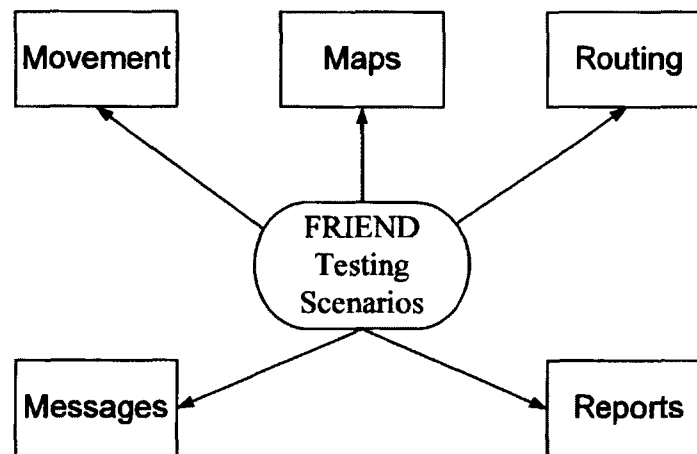 Movement
Maps
Routing
FRIEND
Testing
Scenarios
Messages
Reports